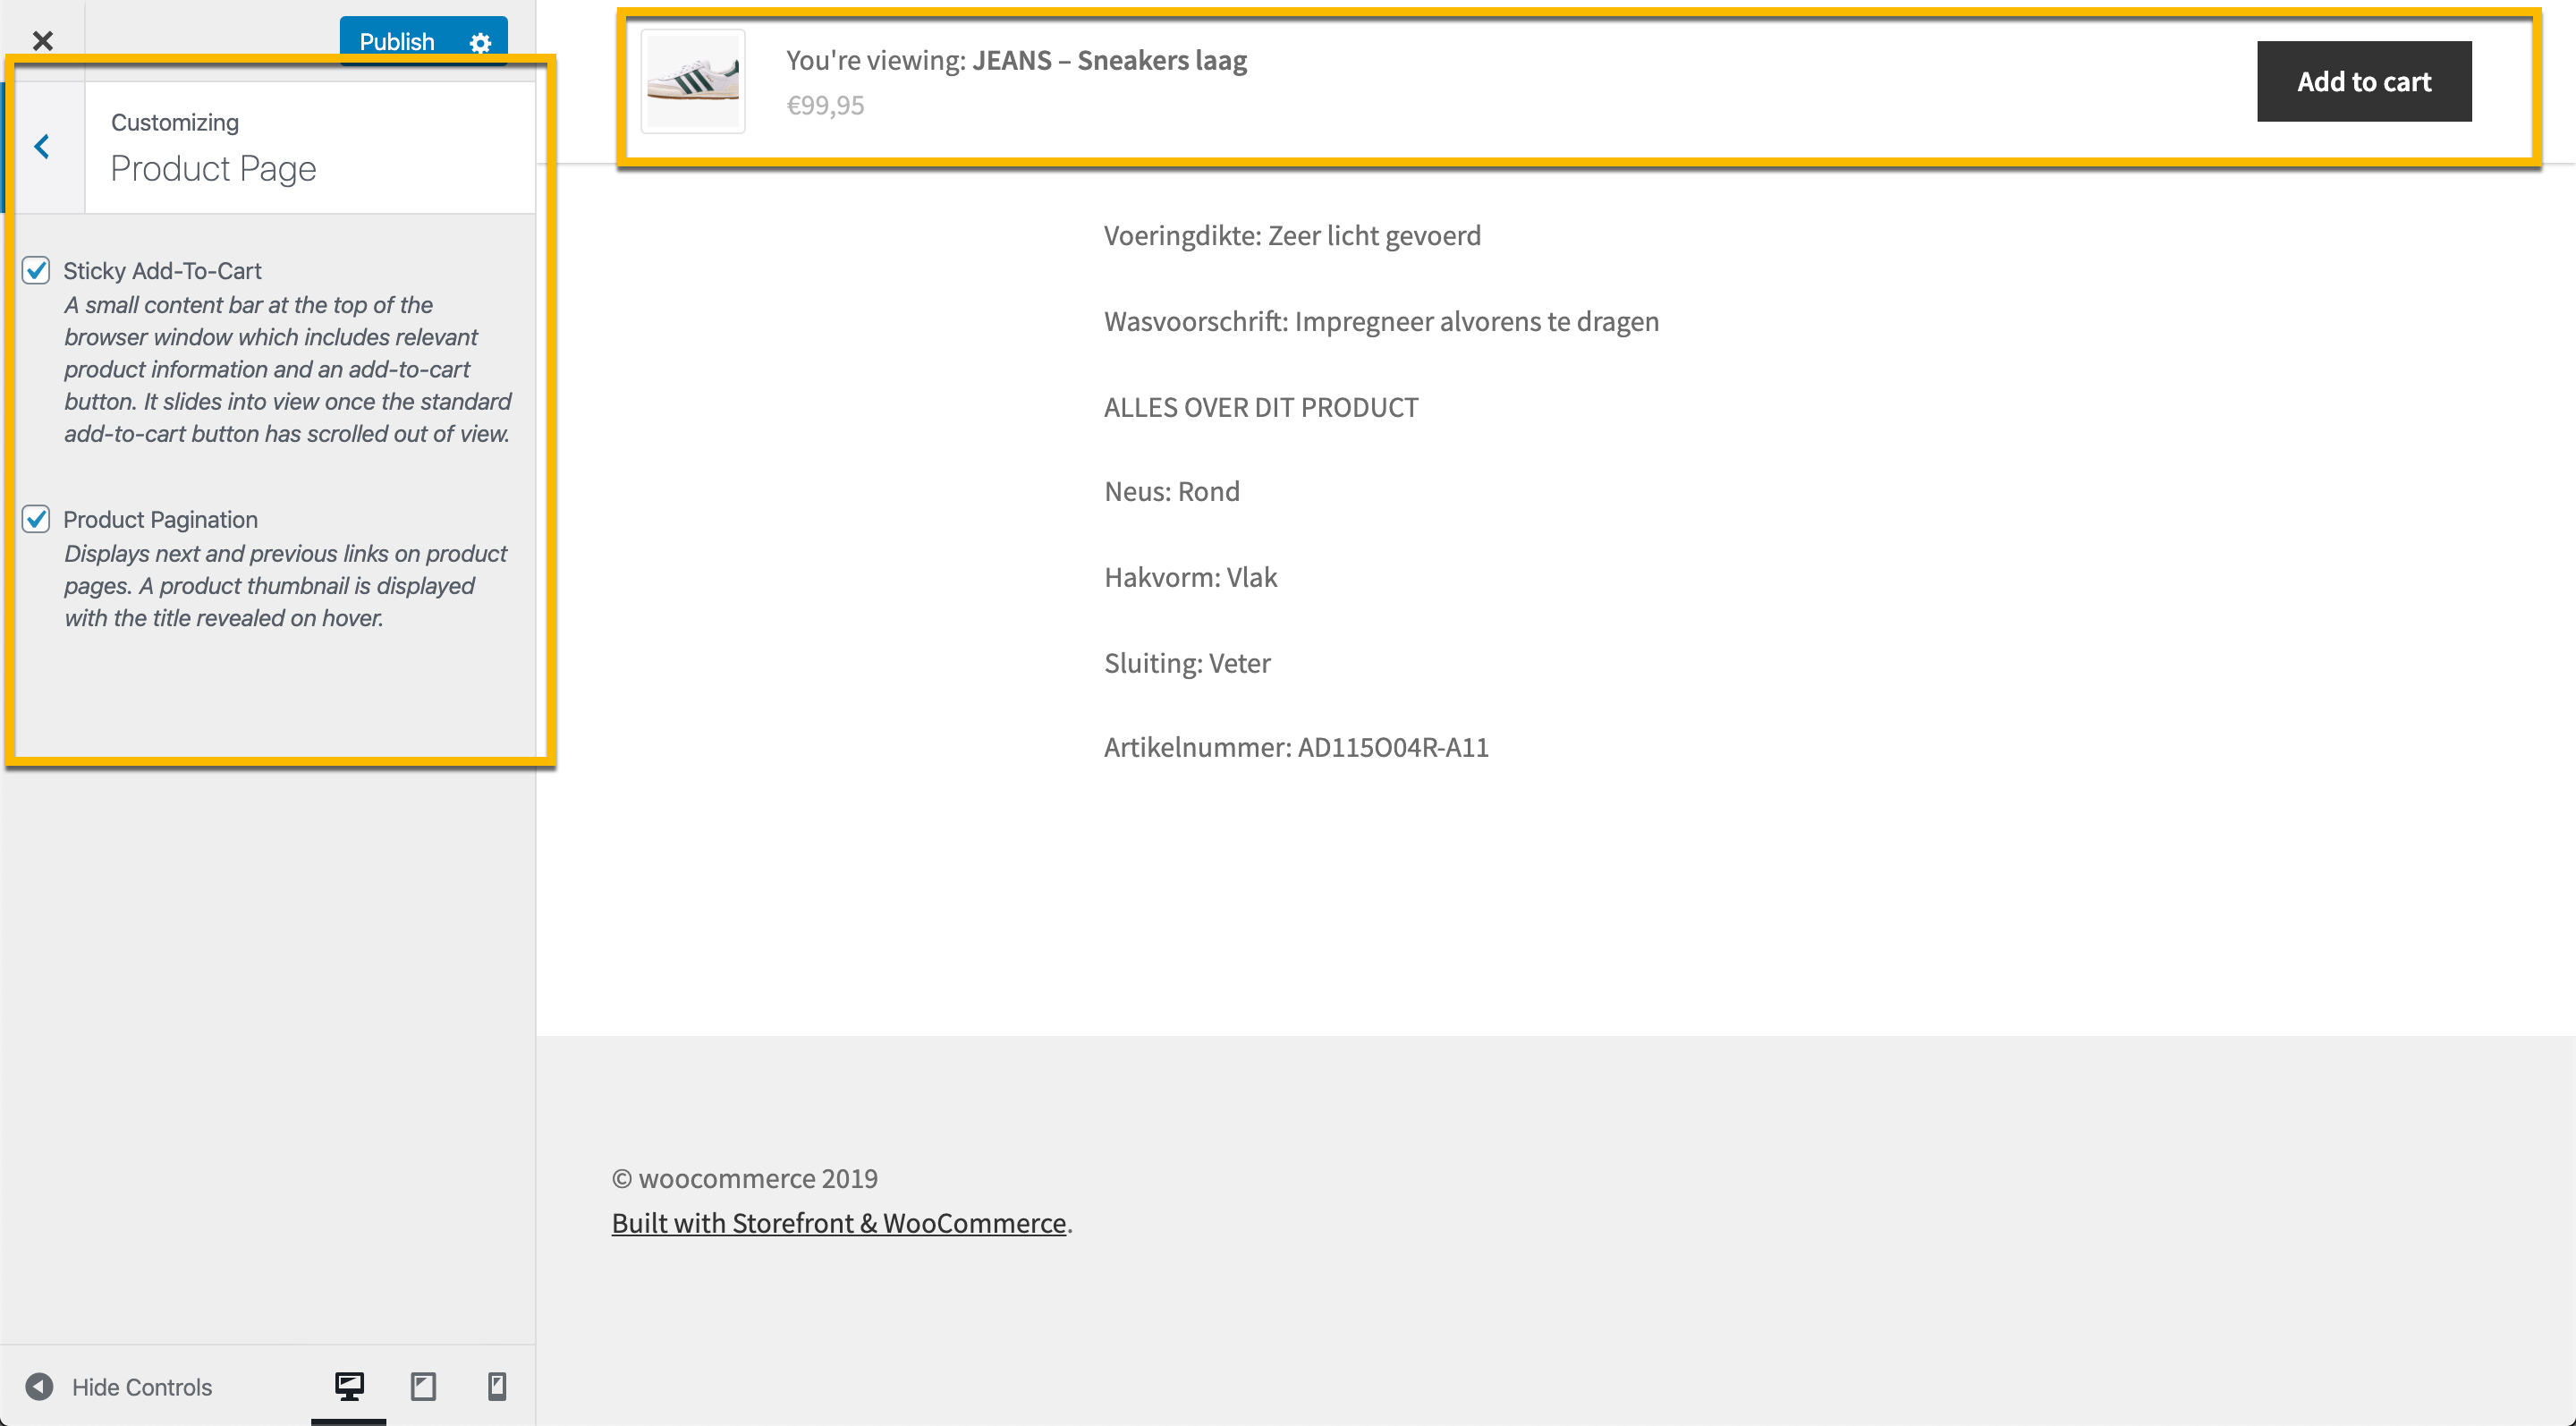 Publish
Customizing
Product Page
Sticky Add-To-Cart
A small content bar at the top of the
browser window which includes relevant
product information and an add-to-cart
button. It slides into view once the standard
add-to-cart button has scrolled out of view.
Product Pagination
Displays next and previous links on product
pages. A product thumbnail is displayed
with the title revealed on hover.
Hide Controls
You're viewing: JEANS – Sneakers laag
€99,95
Add to cart
Voeringdikte: Zeer licht gevoerd
Wasvoorschrift: Impregneer alvorens te dragen
ALLES OVER DIT PRODUCT
Neus: Rond
Hakvorm: Vlak
Sluiting: Veter
Artikelnummer: AD115O04R-A11
© woocommerce 2019
Built with Storefront & WooCommerce.